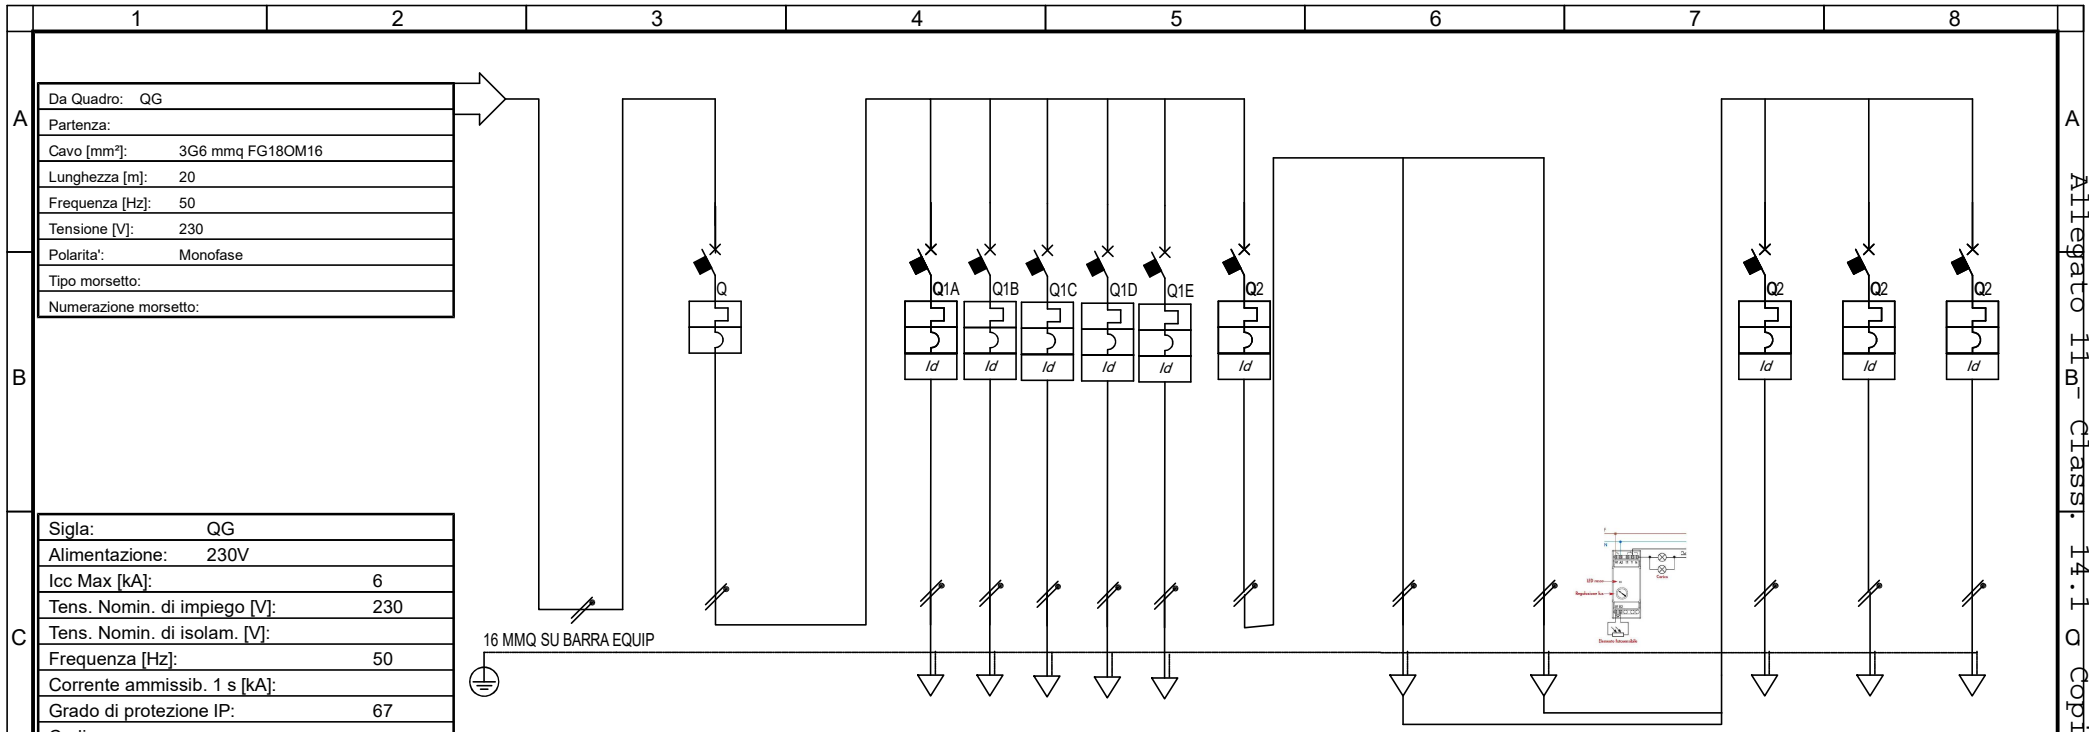 1 2 3 4 5 6 7 8
A A
Da Quadro: QG
Partenza:
Cavo [mm²]: 3G6 mmq FG18OM16
Lunghezza [m]: 20
Frequenza [Hz]: 50
Tensione [V]: 230
Polarita': Monofase
Tipo morsetto:
Numerazione morsetto:
Q Q1A Q1B Q1C Q1D Q1E Q2 Q2 Q2 Q2
Id Id Id Id Id Id Id Id Id
B B
Sigla: QG
Alimentazione: 230V
Icc Max [kA]: 6
Tens. Nomin. di impiego [V]: 230
Tens. Nomin. di isolam. [V]:
Frequenza [Hz]: 50
Corrente ammissib. 1 s [kA]:
Grado di protezione IP: 67
C C
16 MMQ SU BARRA EQUIP
F
N
Carico
Allegato 11 - Class. 14.1